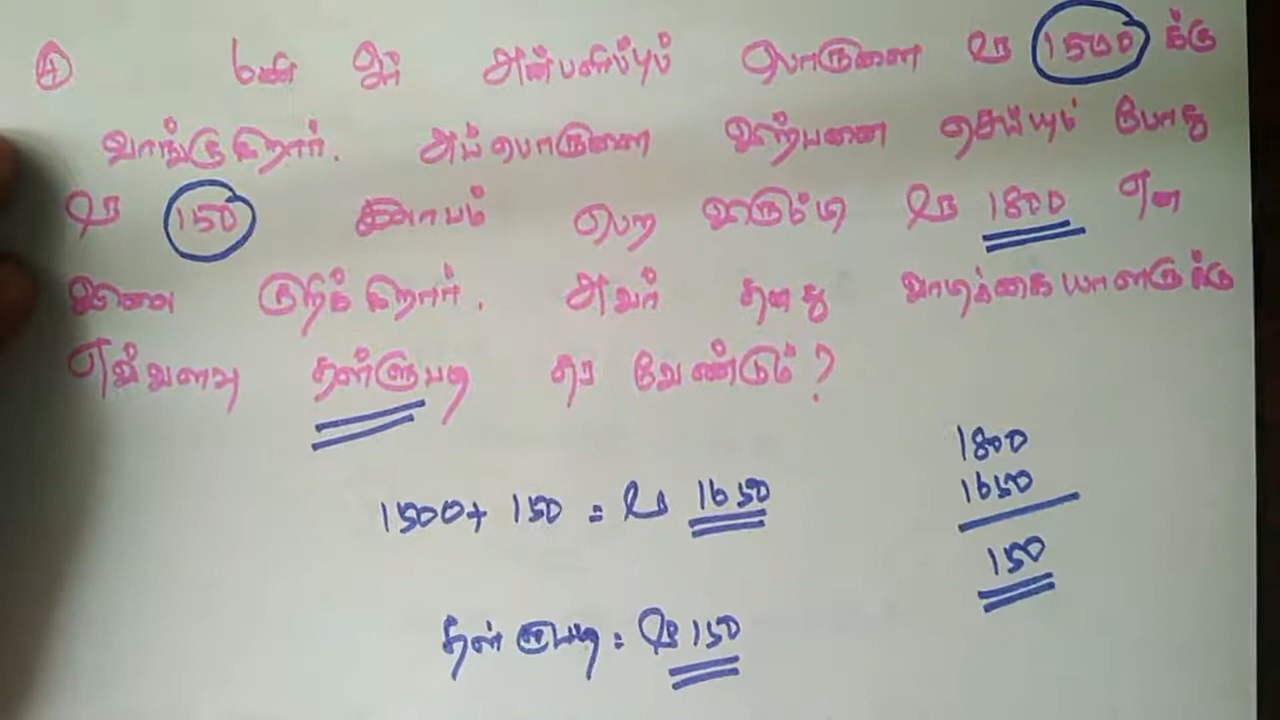 ④ மணி ஓர் அன்பளிப்புப் பொருளை ரூ 1500 க்கு
வாங்குகிறார். அப்பொருளை விற்பனை செய்யும் போது
ரூ 150 இலாபம் பெற விரும்பி ரூ 1800 என
விலை குறிக்கிறார். அவர் தனது வாடிக்கையாளருக்கு
எவ்வளவு தள்ளுபடி தர வேண்டும்?
1800
1500 + 150 = ரூ 1650
1650
150
தள்ளுபடி = ரூ 150